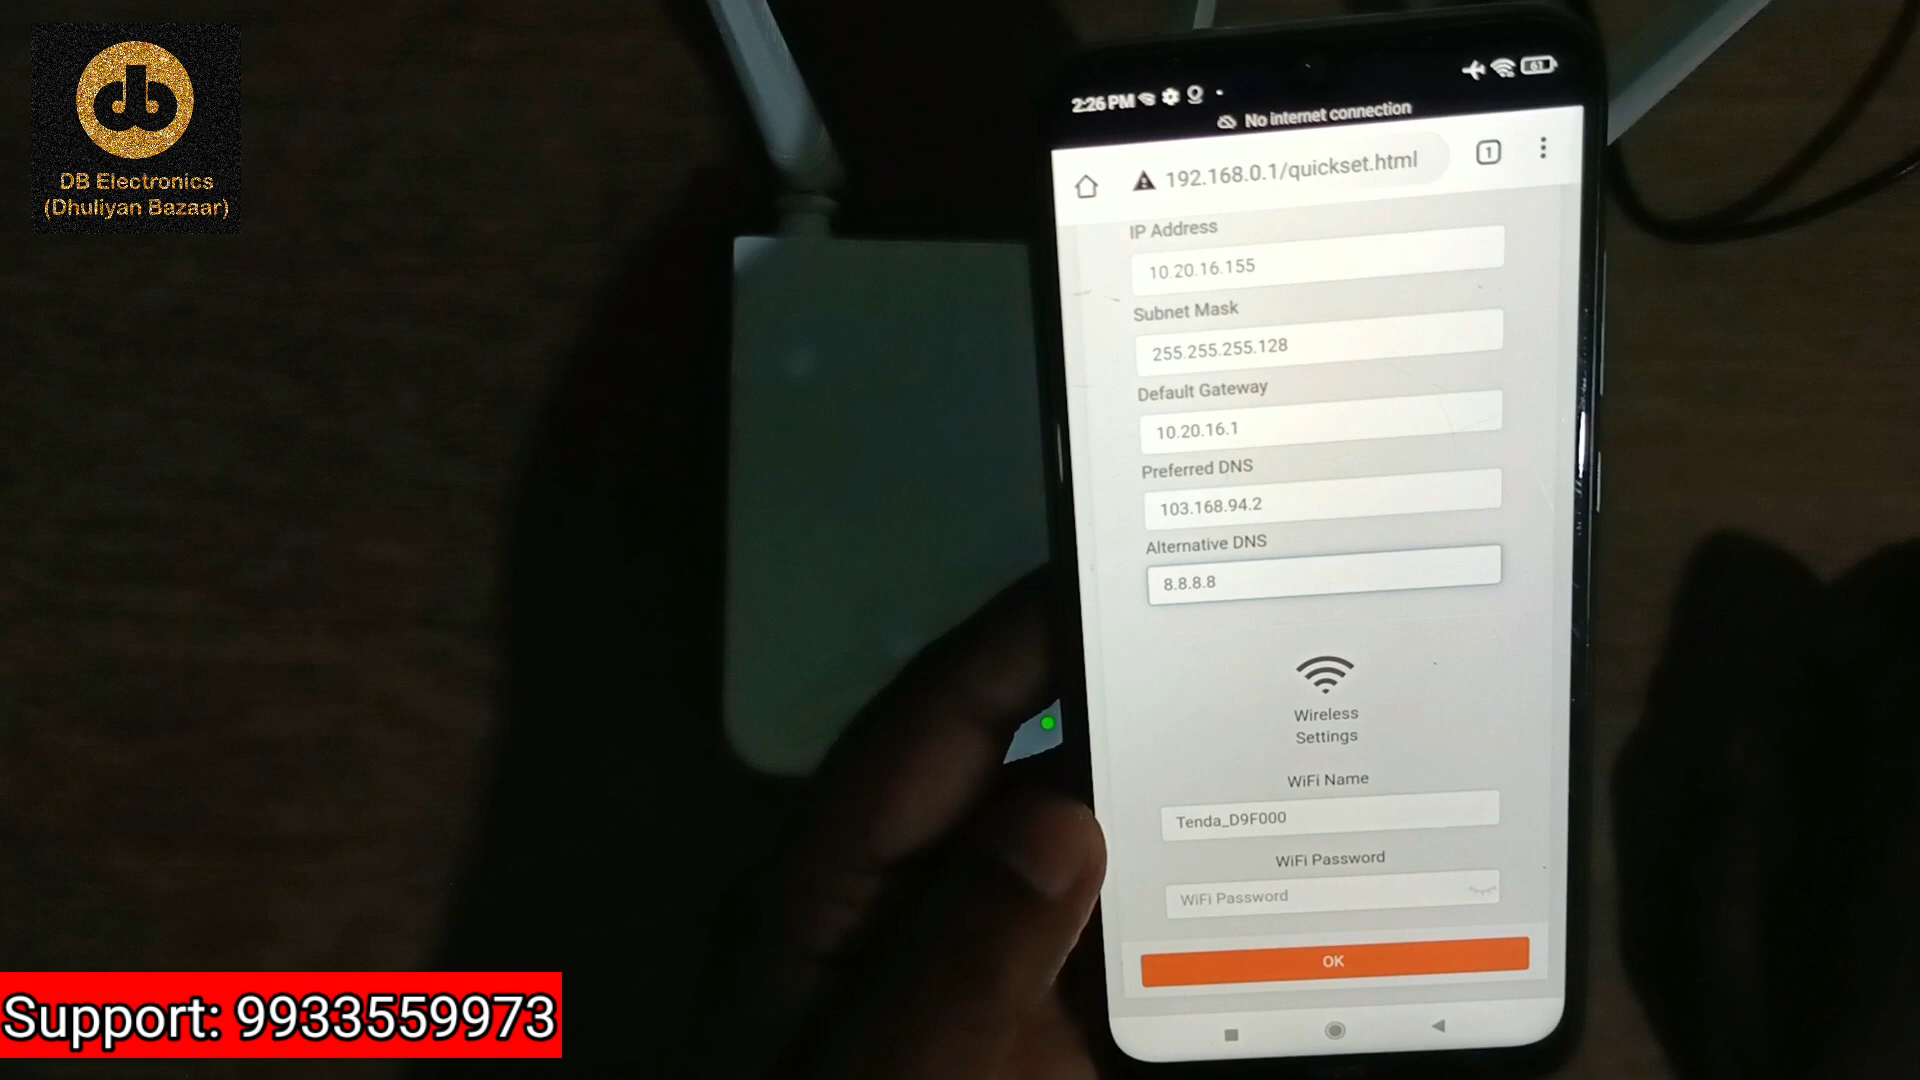 DB Electronics
(Dhuliyan Bazaar)
2:26 PM
61
No internet connection
192.168.0.1/quickset.html
1
IP Address
10.20.16.155
Subnet Mask
255.255.255.128
Default Gateway
10.20.16.1
Preferred DNS
103.168.94.2
Alternative DNS
8.8.8.8
Wireless
Settings
WiFi Name
Tenda_D9F000
WiFi Password
WiFi Password
OK
Support: 9933559973